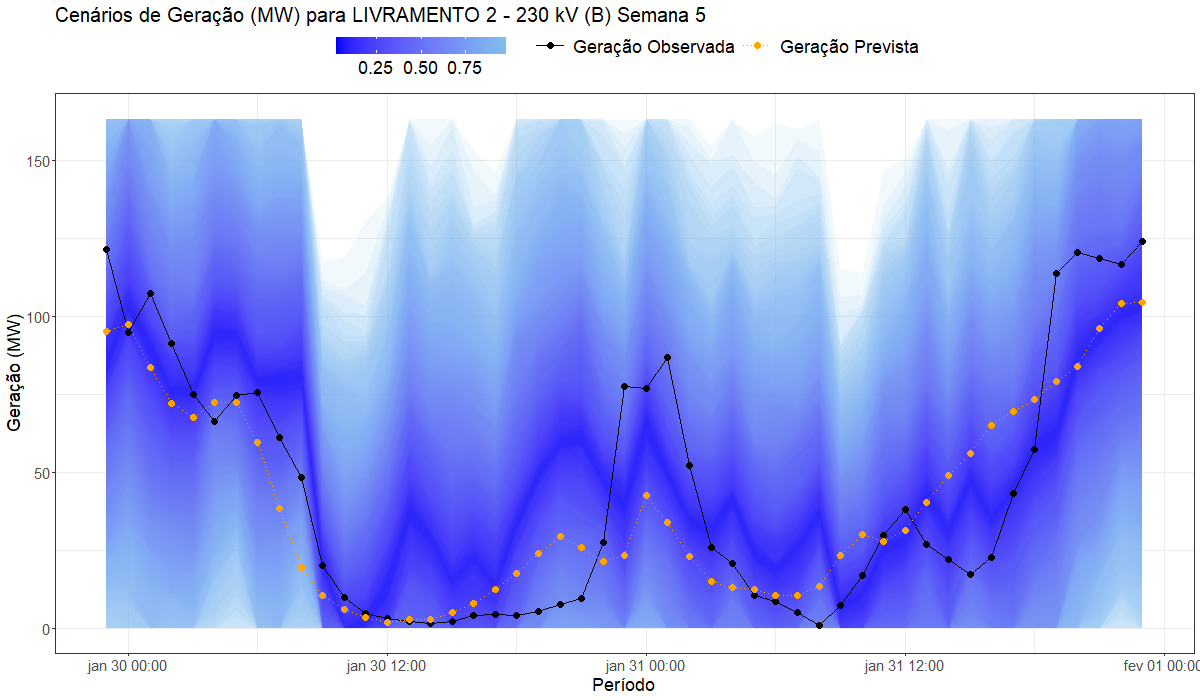 Cenários de Geração (MW) para LIVRAMENTO 2 - 230 kV (B) Semana 5
0.25 0.50 0.75
Geração Observada
Geração Prevista
Geração (MW)
150
100
50
0
jan 30 00:00
jan 30 12:00
jan 31 00:00
jan 31 12:00
fev 01 00:00
Período